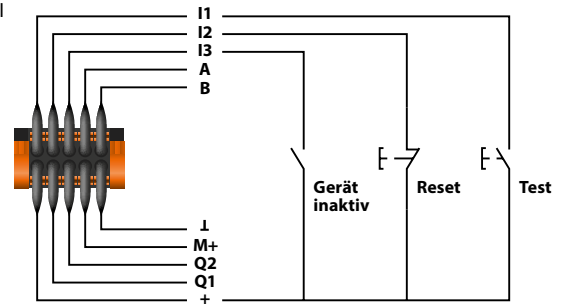 I1
I2
I3
A
B
Gerät
inaktiv
Reset
Test
⊥
M+
Q2
Q1
+